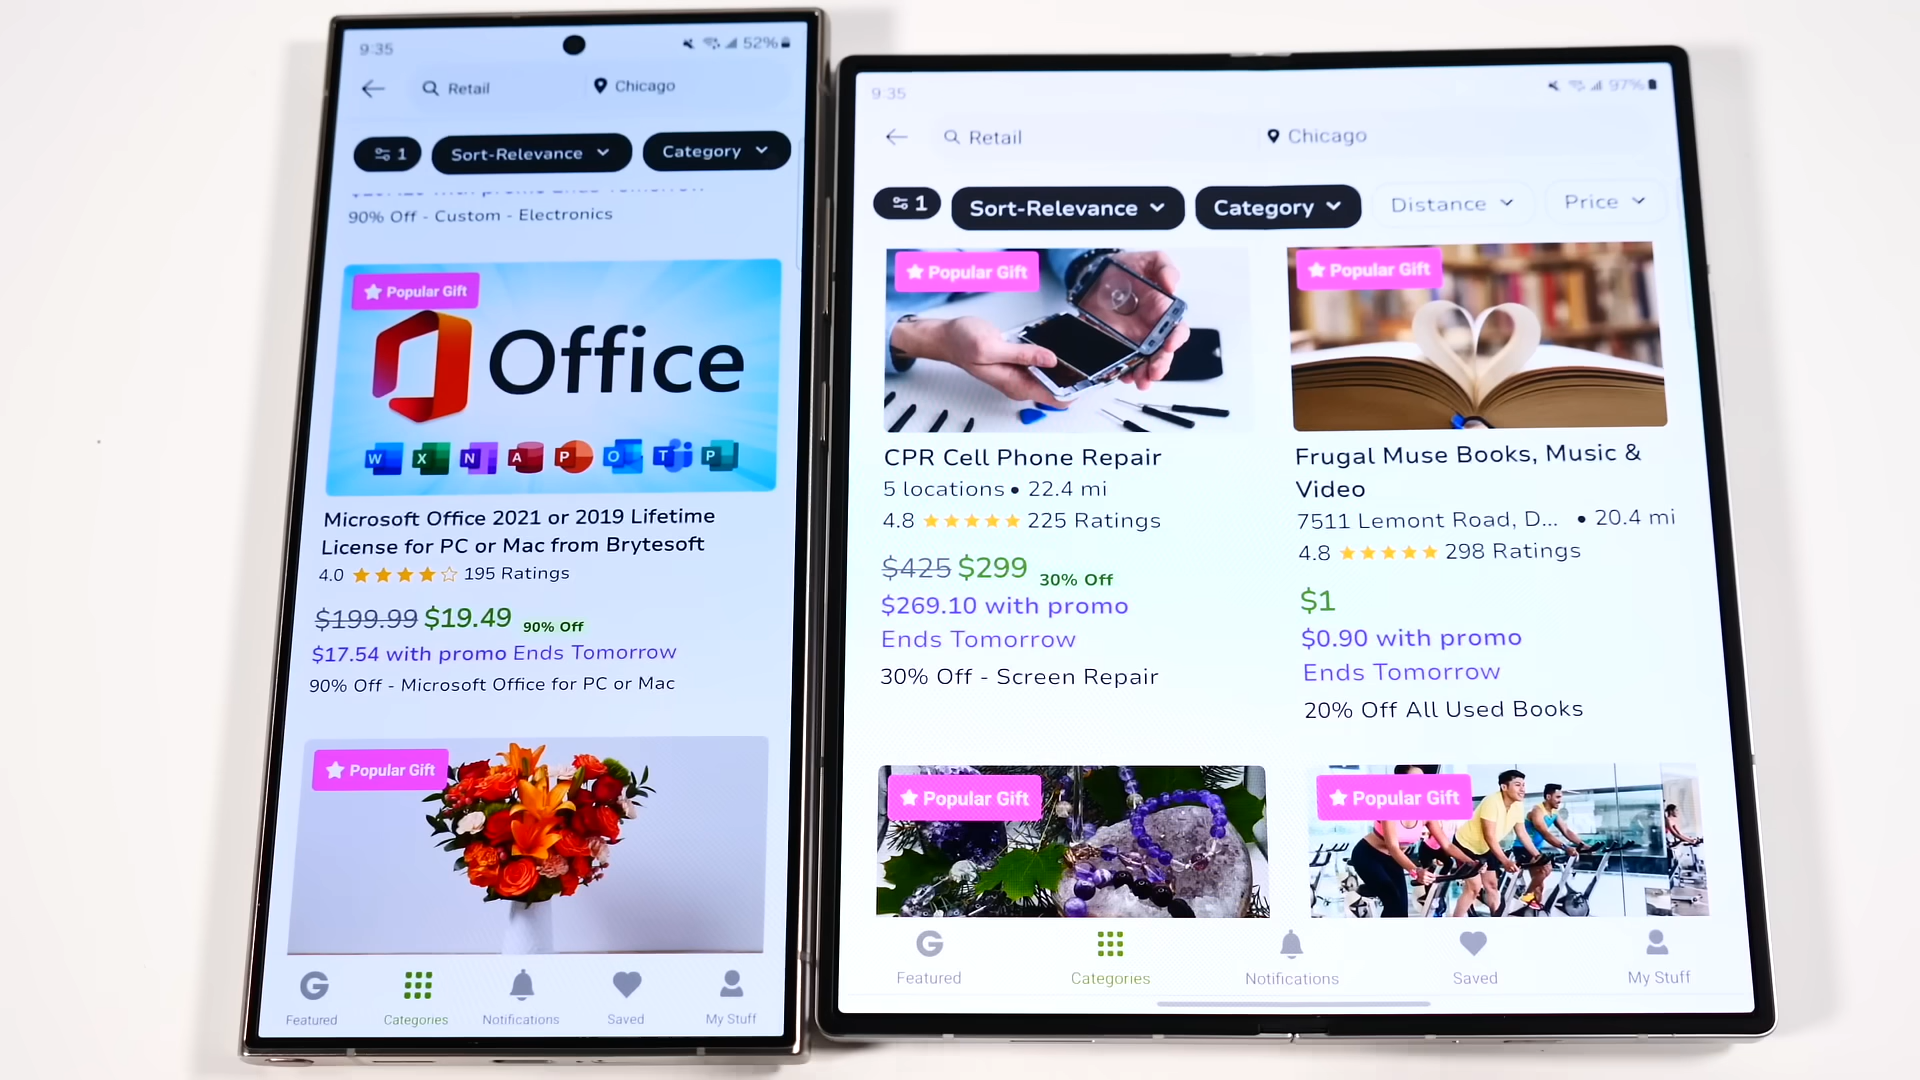 9:35
52%
Retail
Chicago
1
Sort-Relevance
Category
90% Off - Custom - Electronics
Popular Gift
Office
W X N A P O T P
Microsoft Office 2021 or 2019 Lifetime
License for PC or Mac from Brytesoft
4.0 195 Ratings
$199.99 $19.49 90% Off
$17.54 with promo Ends Tomorrow
90% Off - Microsoft Office for PC or Mac
Popular Gift
G
Featured
Categories
Notifications
Saved
My Stuff
9:35
97%
Retail
Chicago
1
Sort-Relevance
Category
Distance
Price
Popular Gift
CPR Cell Phone Repair
5 locations • 22.4 mi
4.8 225 Ratings
$425 $299 30% Off
$269.10 with promo
Ends Tomorrow
30% Off - Screen Repair
Popular Gift
Frugal Muse Books, Music &
Video
7511 Lemont Road, D... • 20.4 mi
4.8 298 Ratings
$1
$0.90 with promo
Ends Tomorrow
20% Off All Used Books
Popular Gift
Popular Gift
G
Featured
Categories
Notifications
Saved
My Stuff